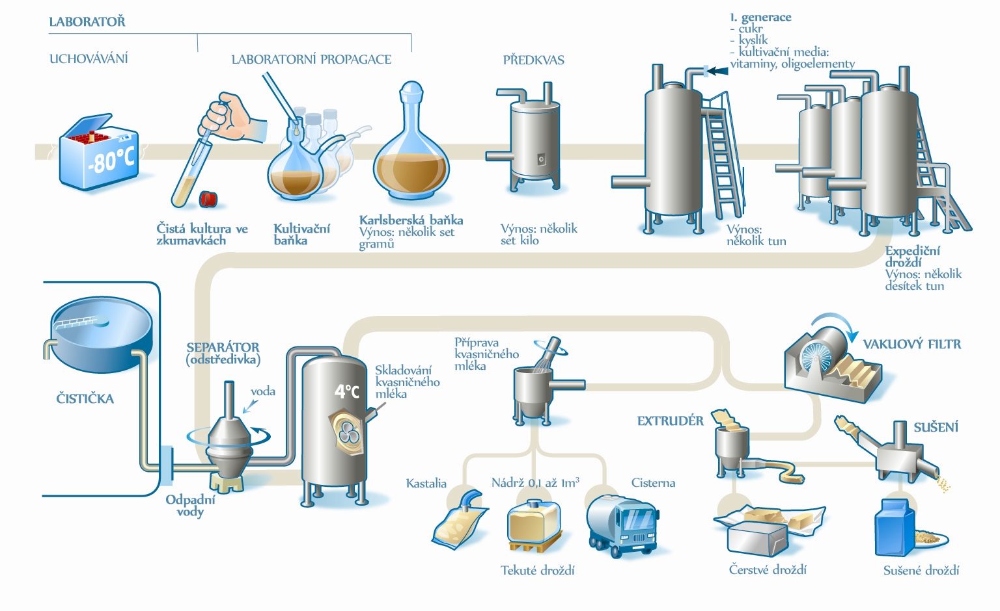 LABORATOŘ
UCHOVÁVÁNÍ
LABORATORNÍ PROPAGACE
PŘEDKVAS
1. generace
- cukr
- kyslík
- kultivační media:
vitaminy, oligoelementy
-80°C
Čistá kultura ve
zkumavkách
Kultivační
baňka
Karlsberská baňka
Výnos: několik set
gramů
Výnos: několik
set kilo
Výnos:
několik tun
Expediční
droždí
Výnos: několik
desítek tun
ČISTIČKA
SEPARÁTOR
(odstředivka)
voda
Odpadní
vody
4°C
Skladování
kvasničného
mléka
Příprava
kvasničného
mléka
VAKUOVÝ FILTR
EXTRUDÉR
SUŠENÍ
Kastalia
Nádrž 0,1 až 1m³
Cisterna
Tekuté droždí
Čerstvé droždí
Sušené droždí